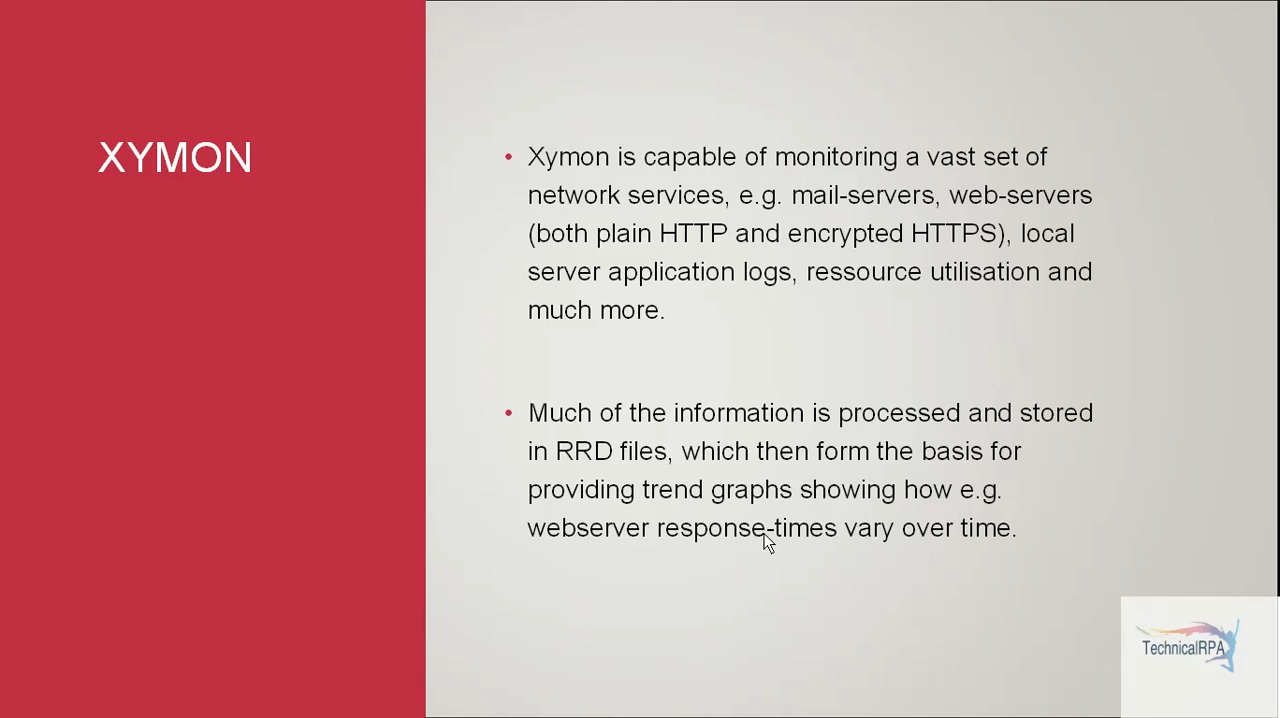 XYMON
• Xymon is capable of monitoring a vast set of
network services, e.g. mail-servers, web-servers
(both plain HTTP and encrypted HTTPS), local
server application logs, ressource utilisation and
much more.
• Much of the information is processed and stored
in RRD files, which then form the basis for
providing trend graphs showing how e.g.
webserver response-times vary over time.
TechnicalRPA